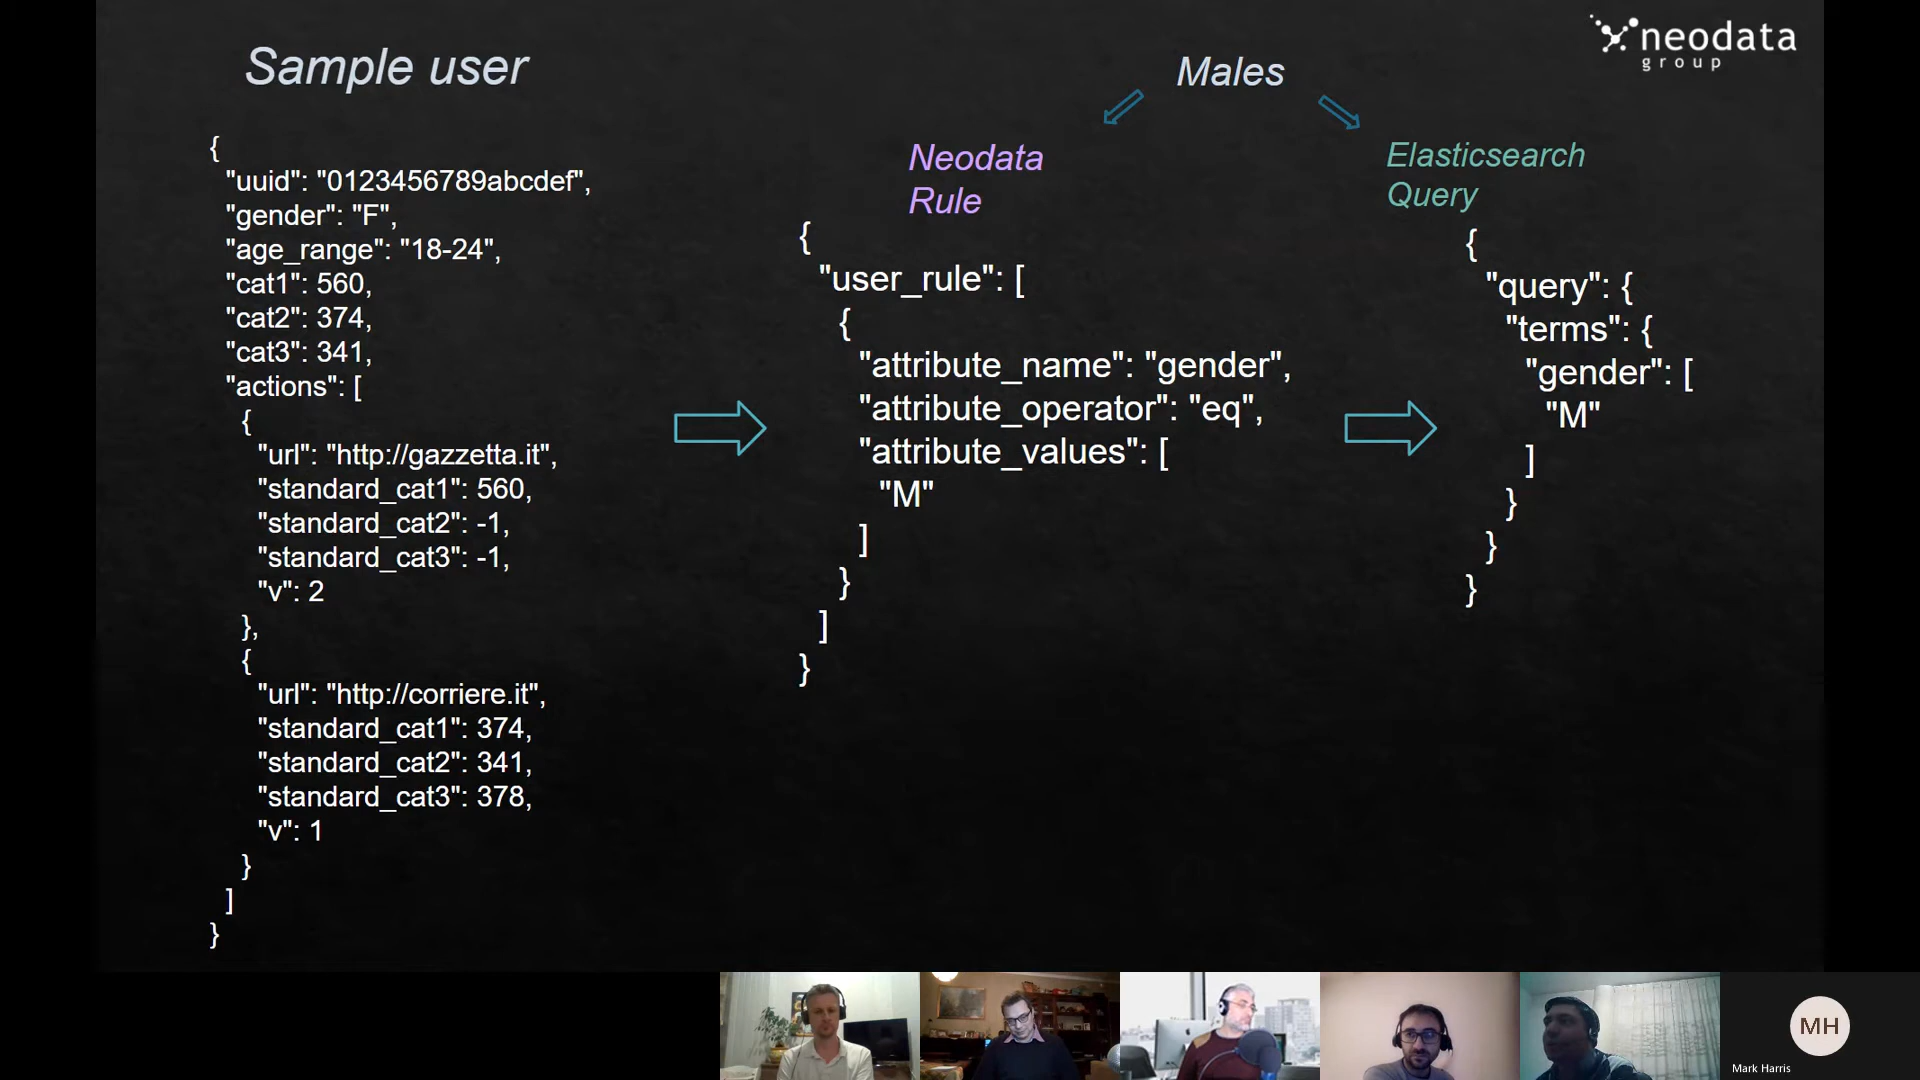 Sample user
{
"uuid": "0123456789abcdef",
"gender": "F",
"age_range": "18-24",
"cat1": 560,
"cat2": 374,
"cat3": 341,
"actions": [
{
"url": "http://gazzetta.it",
"standard_cat1": 560,
"standard_cat2": -1,
"standard_cat3": -1,
"v": 2
},
{
"url": "http://corriere.it",
"standard_cat1": 374,
"standard_cat2": 341,
"standard_cat3": 378,
"v": 1
}
]
}
Males
Neodata
Rule
{
"user_rule": [
{
"attribute_name": "gender",
"attribute_operator": "eq",
"attribute_values": [
"M"
]
}
]
}
Elasticsearch
Query
{
"query": {
"terms": {
"gender": [
"M"
]
}
}
}
neodata
group
MH
Mark Harris